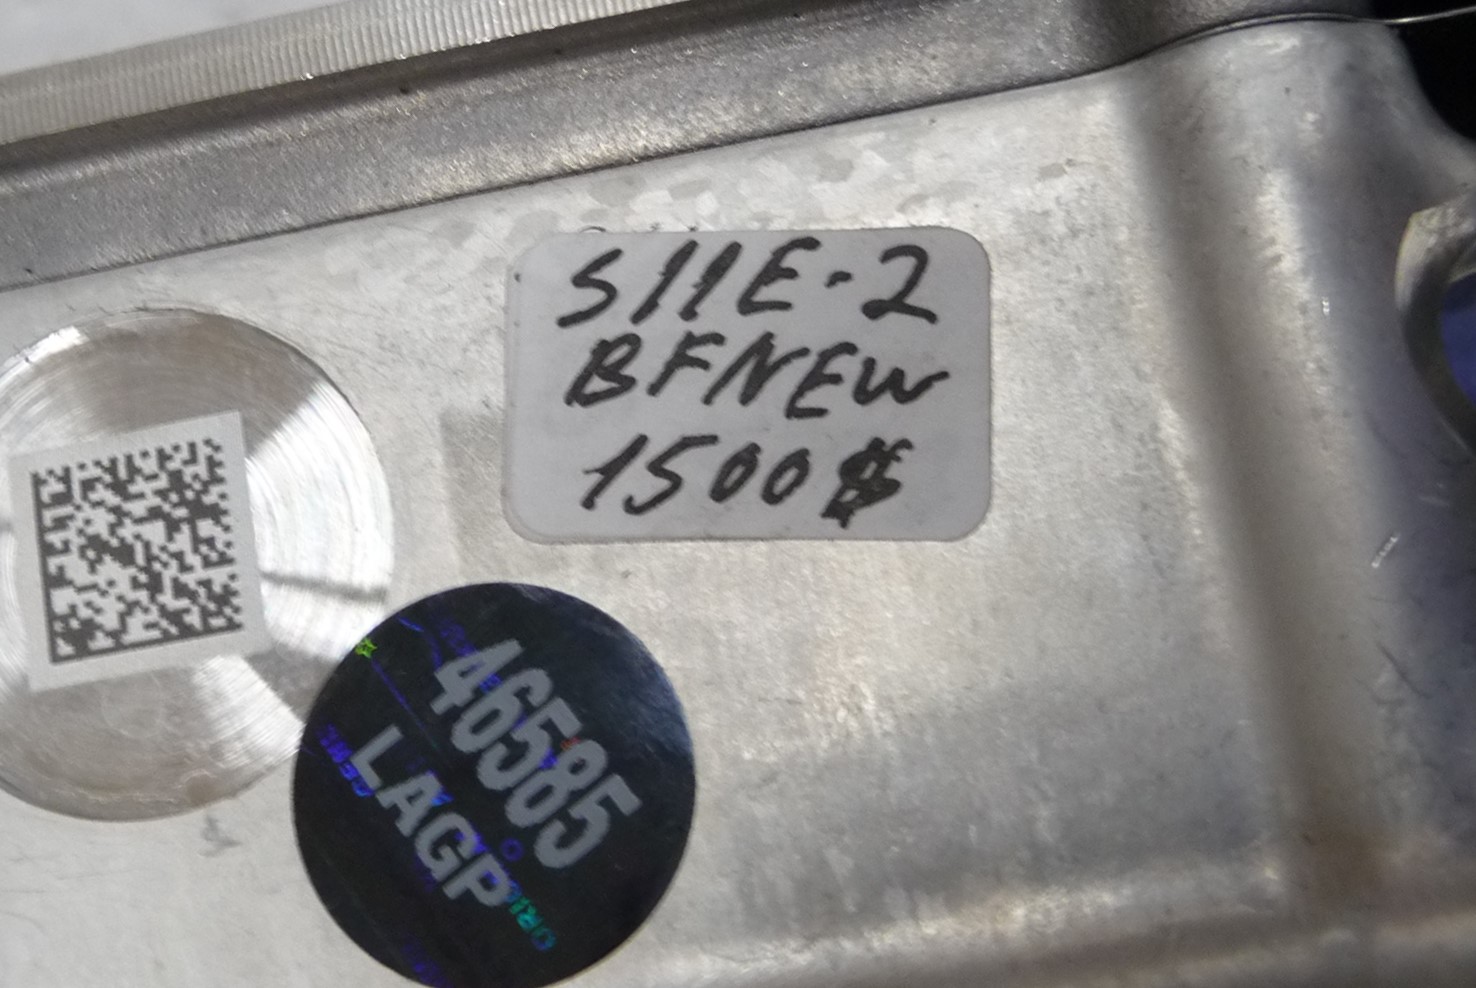 S11E-2
BFNEW
1500$
46585
LAGP